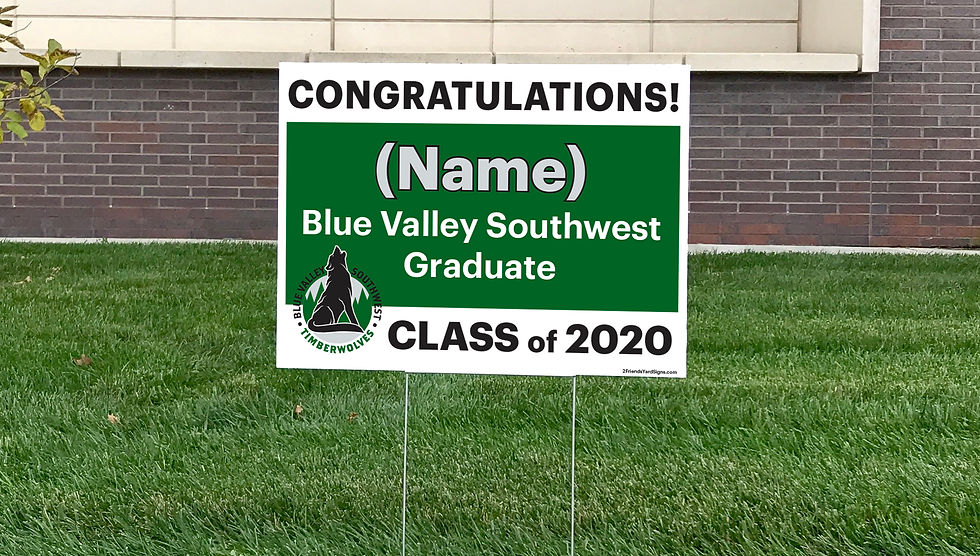 CONGRATULATIONS!
(Name)
Blue Valley Southwest
Graduate
BLUE VALLEY SOUTHWEST
• TIMBERWOLVES •
CLASS of 2020
2FriendsYardSigns.com